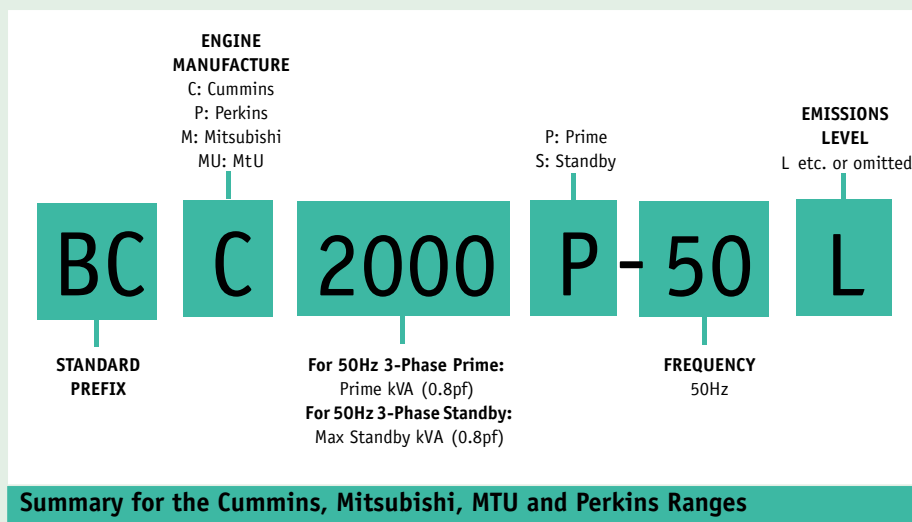 ENGINE
MANUFACTURE
C: Cummins
P: Perkins
M: Mitsubishi
MU: MtU
P: Prime
S: Standby
EMISSIONS
LEVEL
L etc. or omitted
BC C 2000 P - 50 L
STANDARD
PREFIX
For 50Hz 3-Phase Prime:
Prime kVA (0.8pf)
For 50Hz 3-Phase Standby:
Max Standby kVA (0.8pf)
FREQUENCY
50Hz
Summary for the Cummins, Mitsubishi, MTU and Perkins Ranges